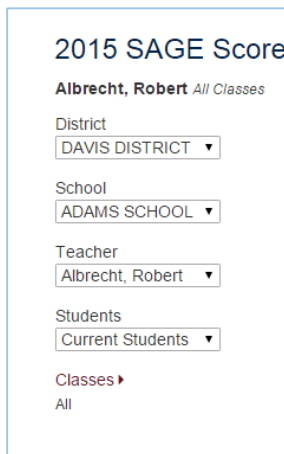 2015 SAGE Score
Albrecht, Robert All Classes
District
DAVIS DISTRICT
School
ADAMS SCHOOL
Teacher
Albrecht, Robert
Students
Current Students
Classes
All